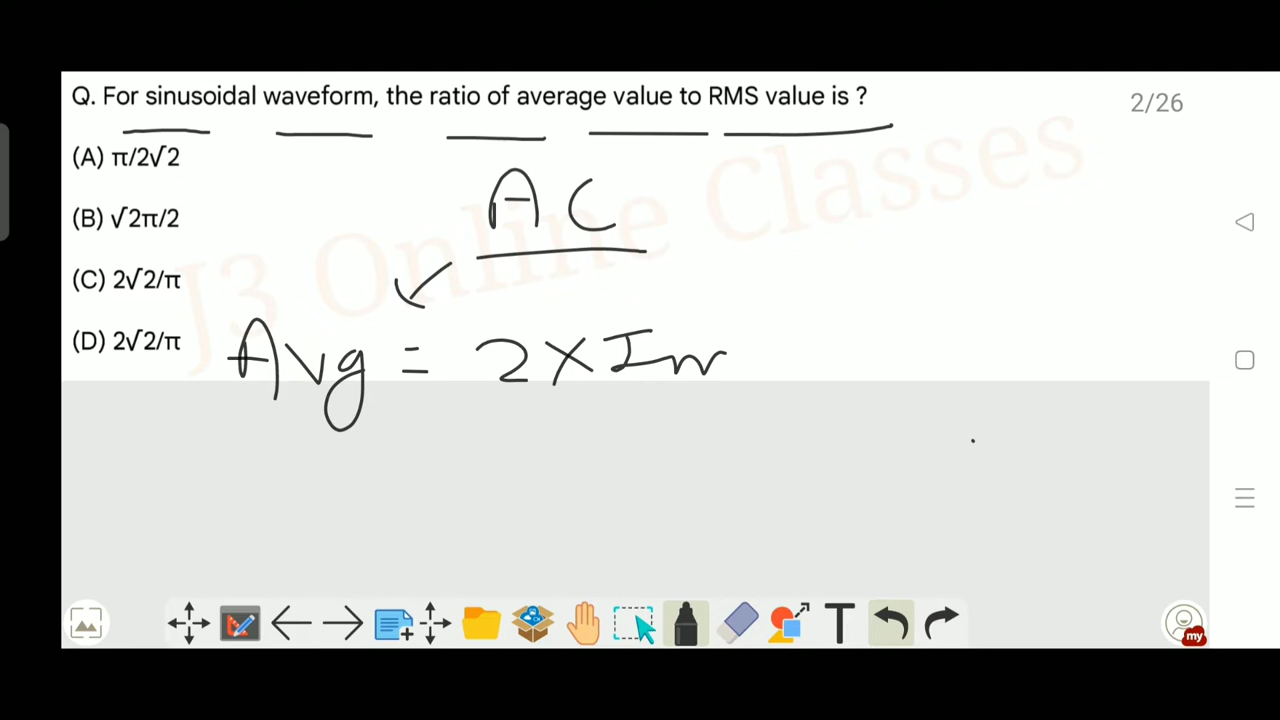 Q. For sinusoidal waveform, the ratio of average value to RMS value is ?
2/26
(A) π/2√2
(B) √2π/2
(C) 2√2/π
(D) 2√2/π
AC
Avg = 2 × Im
J3 Online Classes
T
my